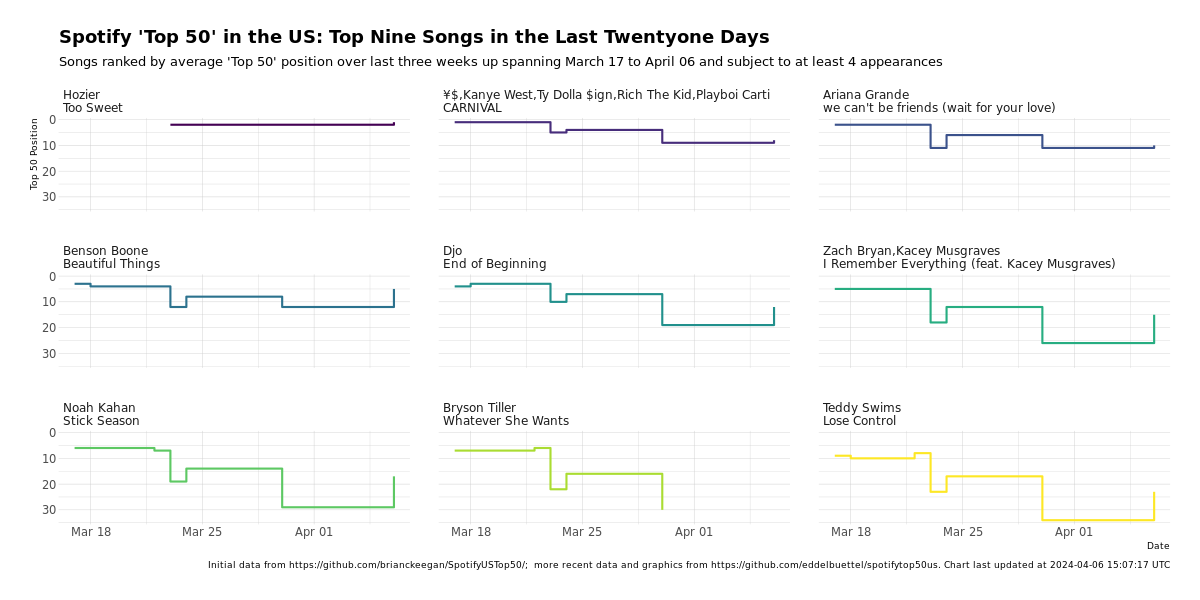 Spotify 'Top 50' in the US: Top Nine Songs in the Last Twentyone Days
Songs ranked by average 'Top 50' position over last three weeks up spanning March 17 to April 06 and subject to at least 4 appearances
Hozier
Too Sweet
¥$,Kanye West,Ty Dolla $ign,Rich The Kid,Playboi Carti
CARNIVAL
Ariana Grande
we can't be friends (wait for your love)
Top 50 Position
0
10
20
30
Benson Boone
Beautiful Things
Djo
End of Beginning
Zach Bryan,Kacey Musgraves
I Remember Everything (feat. Kacey Musgraves)
0
10
20
30
Noah Kahan
Stick Season
Bryson Tiller
Whatever She Wants
Teddy Swims
Lose Control
0
10
20
30
Mar 18 Mar 25 Apr 01
Mar 18 Mar 25 Apr 01
Mar 18 Mar 25 Apr 01
Date
Initial data from https://github.com/brianckeegan/SpotifyUSTop50/; more recent data and graphics from https://github.com/eddelbuettel/spotifytop50us. Chart last updated at 2024-04-06 15:07:17 UTC